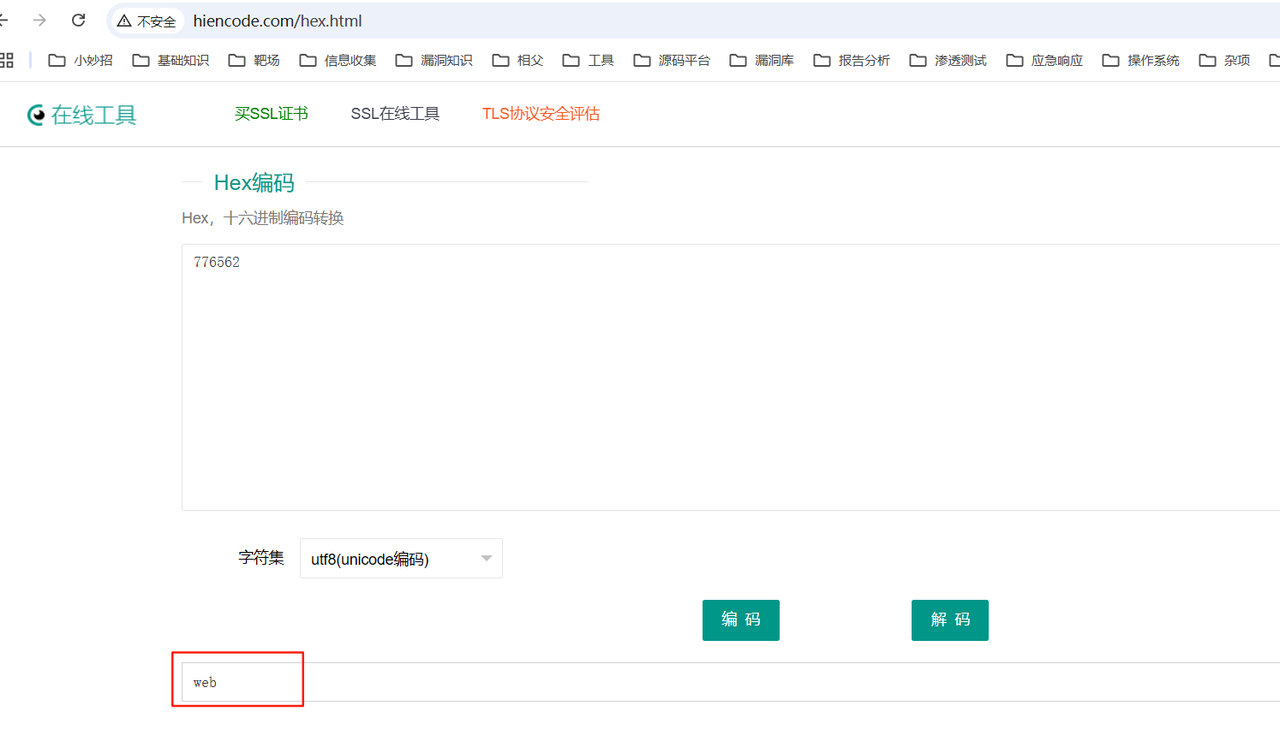 不安全 hiencode.com/hex.html
小妙招 基础知识 靶场 信息收集 漏洞知识 相父 工具 源码平台 漏洞库 报告分析 渗透测试 应急响应 操作系统 杂项
在线工具 买SSL证书 SSL在线工具 TLS协议安全评估
Hex编码
Hex，十六进制编码转换
776562
字符集 utf8(unicode编码)
编 码 解 码
web